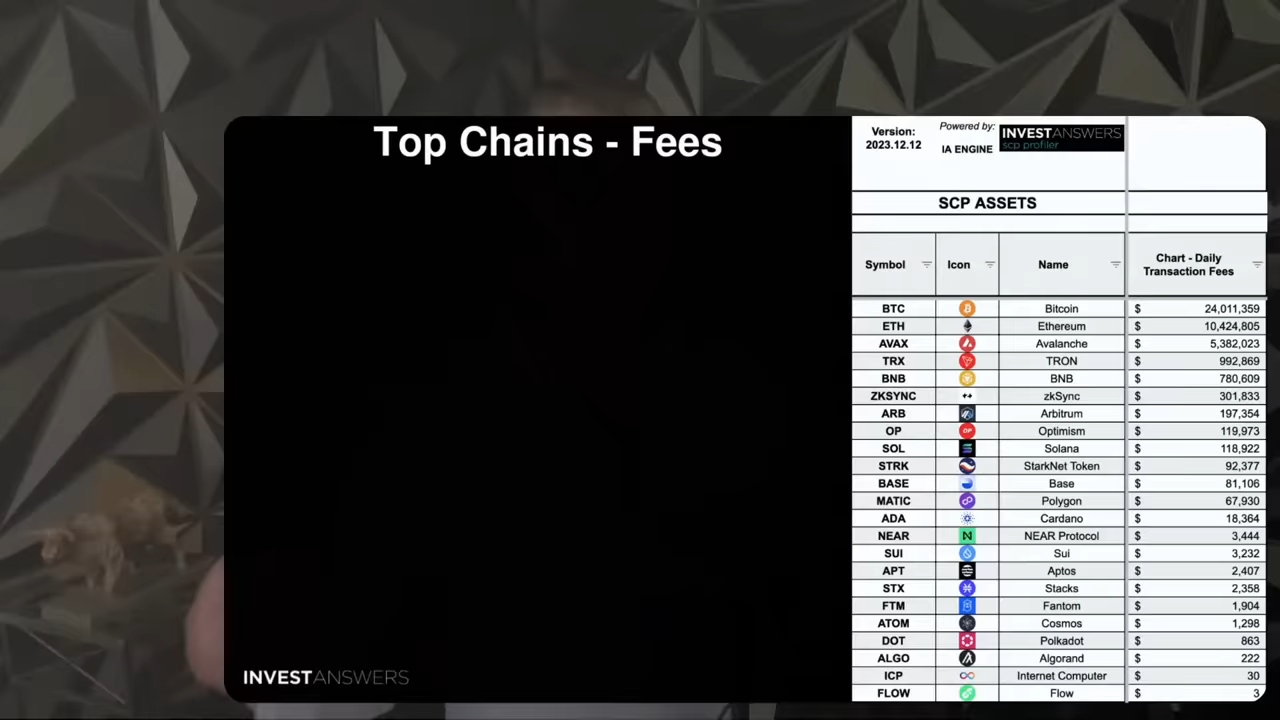 Top Chains - Fees
Version:
2023.12.12
Powered by:
IA ENGINE
INVESTANSWERS
scp profiler
SCP ASSETS
Symbol Icon Name Chart - Daily Transaction Fees
BTC Bitcoin $ 24,011,359
ETH Ethereum $ 10,424,805
AVAX Avalanche $ 5,382,023
TRX TRON $ 992,869
BNB BNB $ 780,609
ZKSYNC zkSync $ 301,833
ARB Arbitrum $ 197,354
OP OP Optimism $ 119,973
SOL Solana $ 118,922
STRK StarkNet Token $ 92,377
BASE Base $ 81,106
MATIC Polygon $ 67,930
ADA Cardano $ 18,364
NEAR NEAR Protocol $ 3,444
SUI Sui $ 3,232
APT Aptos $ 2,407
STX Stacks $ 2,358
FTM Fantom $ 1,904
ATOM Cosmos $ 1,298
DOT Polkadot $ 863
ALGO Algorand $ 222
ICP Internet Computer $ 30
FLOW Flow $ 3
INVESTANSWERS